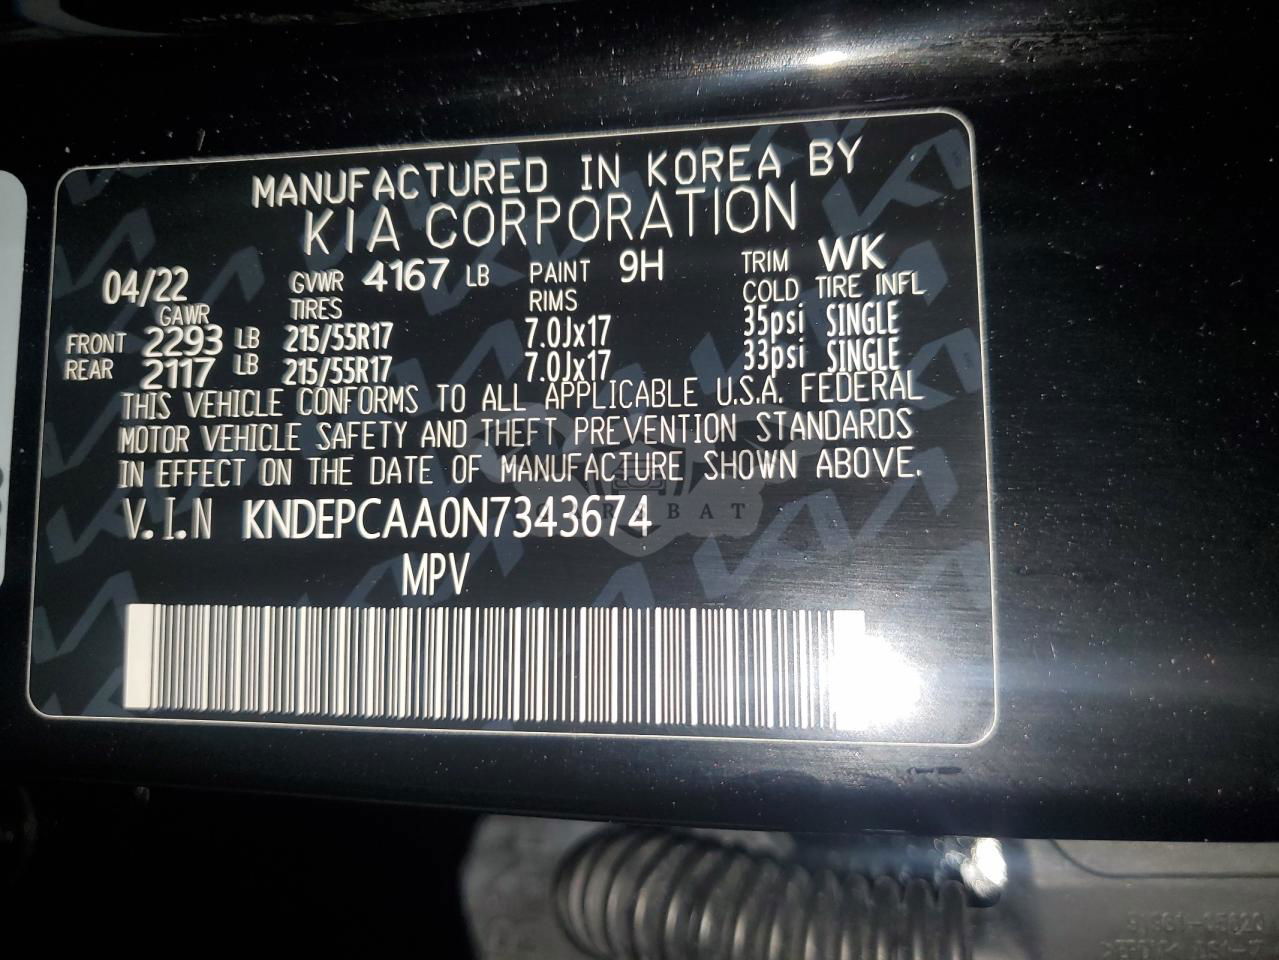 MANUFACTURED IN KOREA BY
KIA CORPORATION
04/22 GVWR 4167 LB PAINT 9H TRIM WK
GAWR TIRES RIMS COLD TIRE INFL
FRONT 2293 LB 215/55R17 7.0Jx17 35psi SINGLE
REAR 2117 LB 215/55R17 7.0Jx17 33psi SINGLE
THIS VEHICLE CONFORMS TO ALL APPLICABLE U.S.A. FEDERAL
MOTOR VEHICLE SAFETY AND THEFT PREVENTION STANDARDS
IN EFFECT ON THE DATE OF MANUFACTURE SHOWN ABOVE.
V.I.N KNDEPCAA0N7343674
MPV